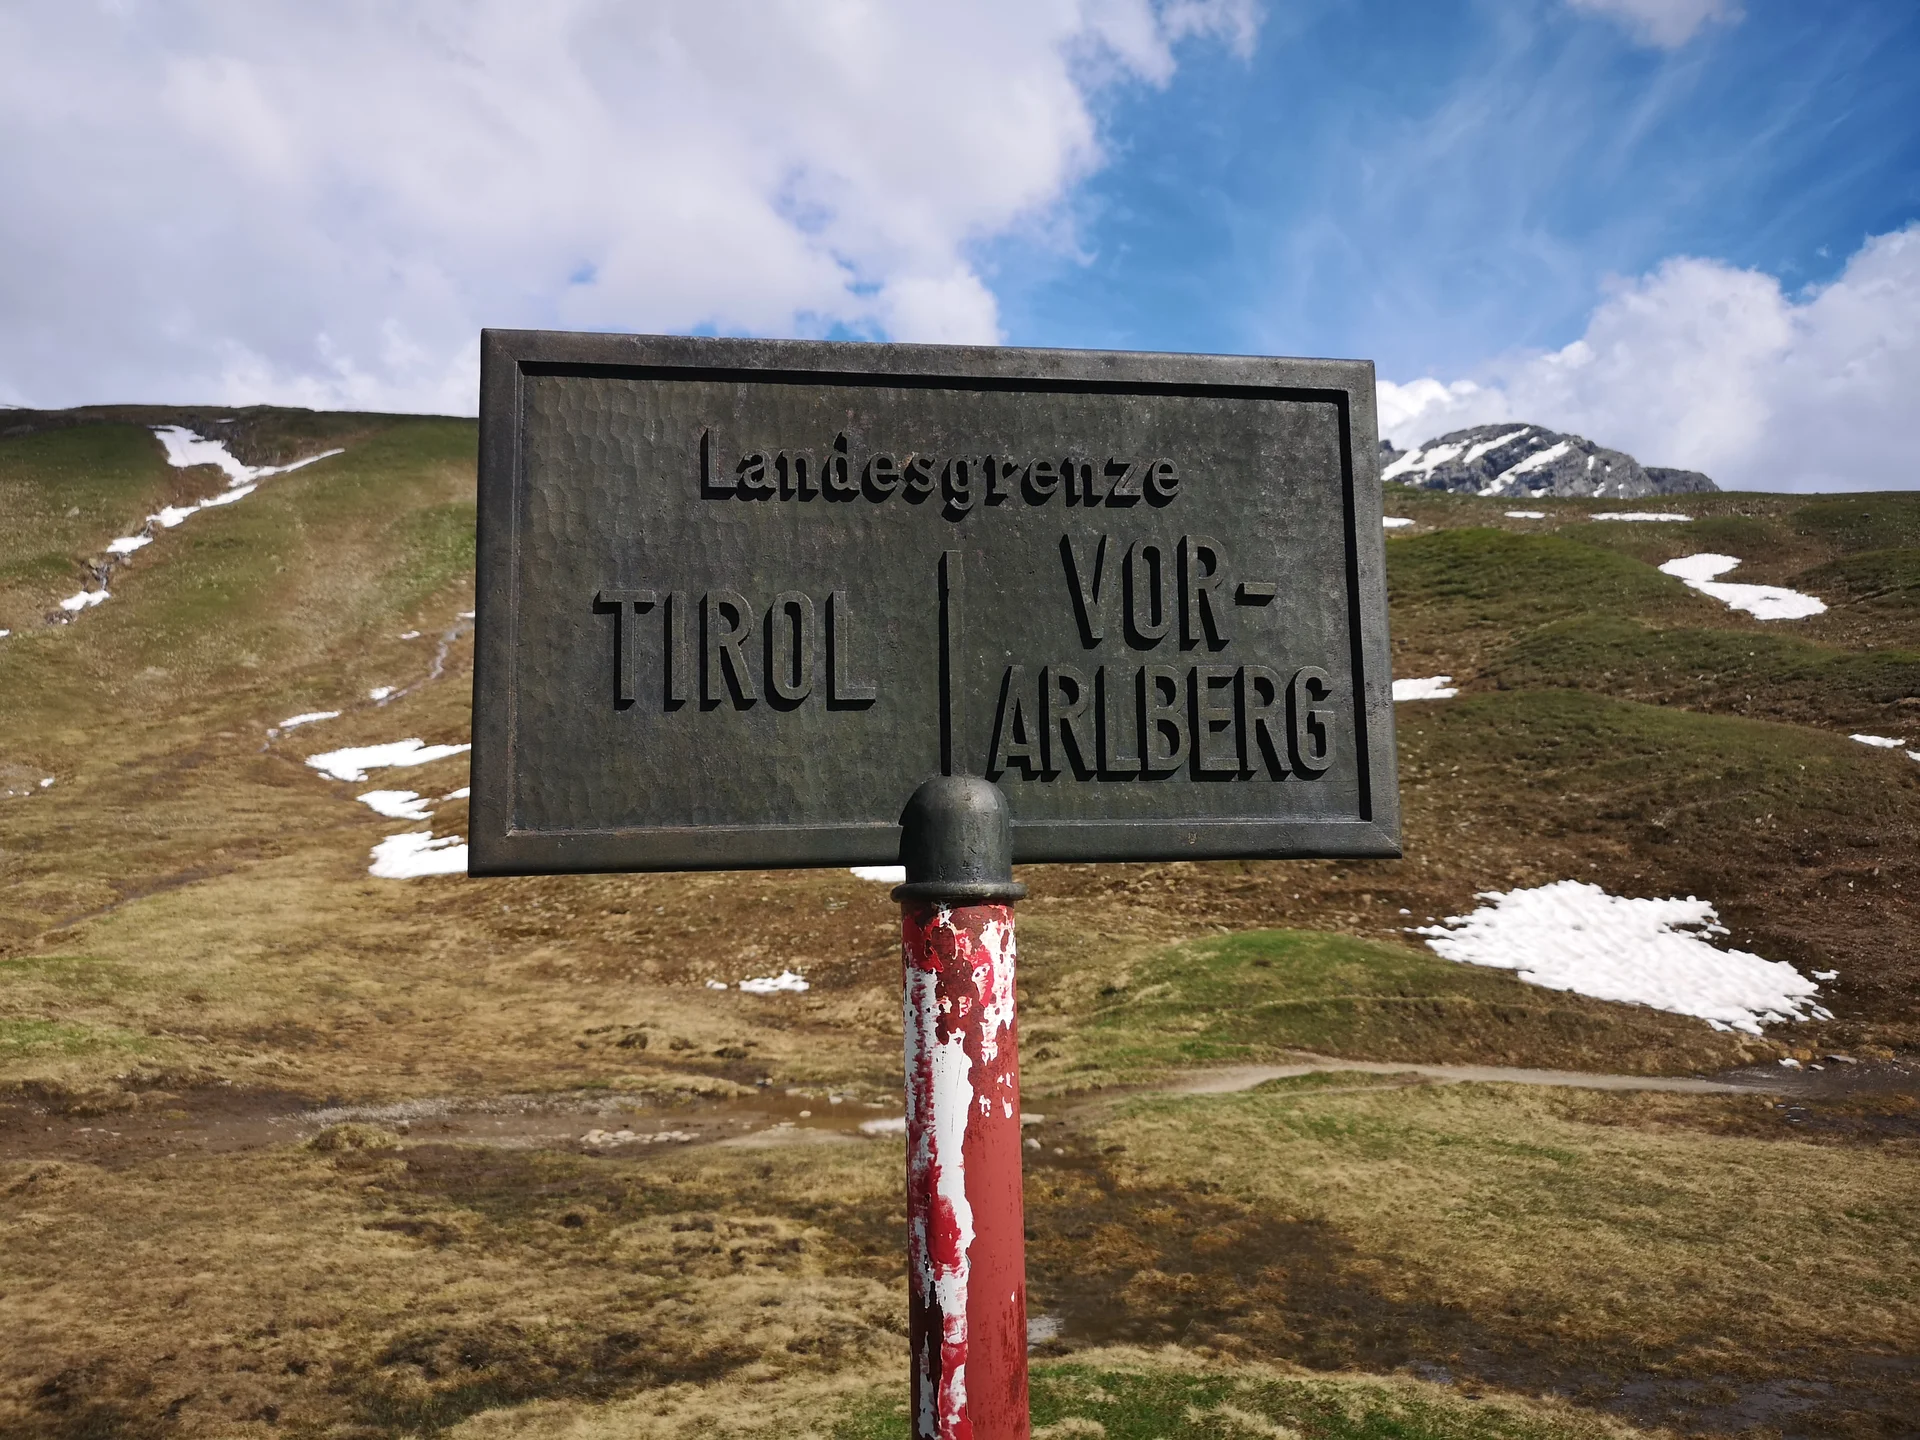 Landesgrenze
TIROL
VOR-
ARLBERG